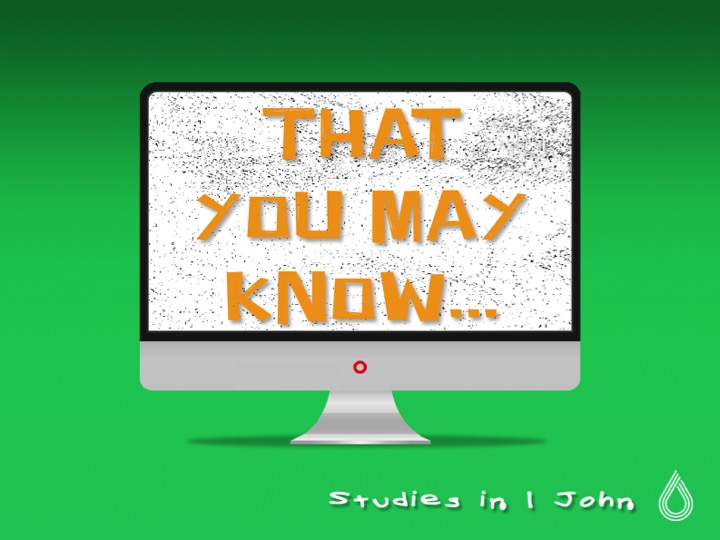 THAT
YOU MAY
KNOW...
Studies in 1 John